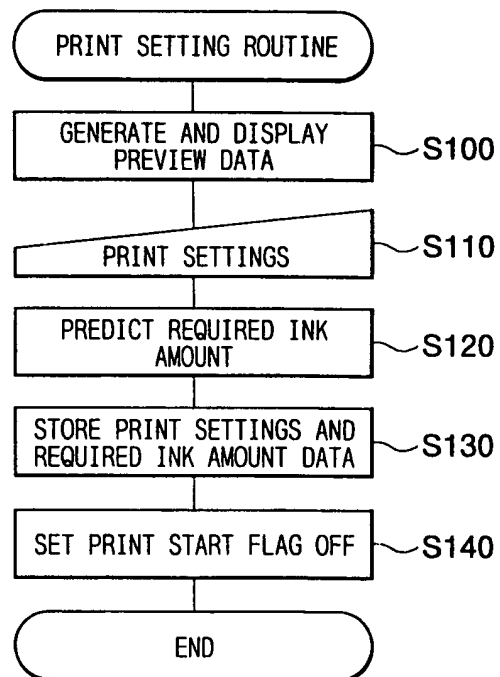 PRINT SETTING ROUTINE
GENERATE AND DISPLAY
PREVIEW DATA
S100
PRINT SETTINGS
S110
PREDICT REQUIRED INK
AMOUNT
S120
STORE PRINT SETTINGS AND
REQUIRED INK AMOUNT DATA
S130
SET PRINT START FLAG OFF
S140
END